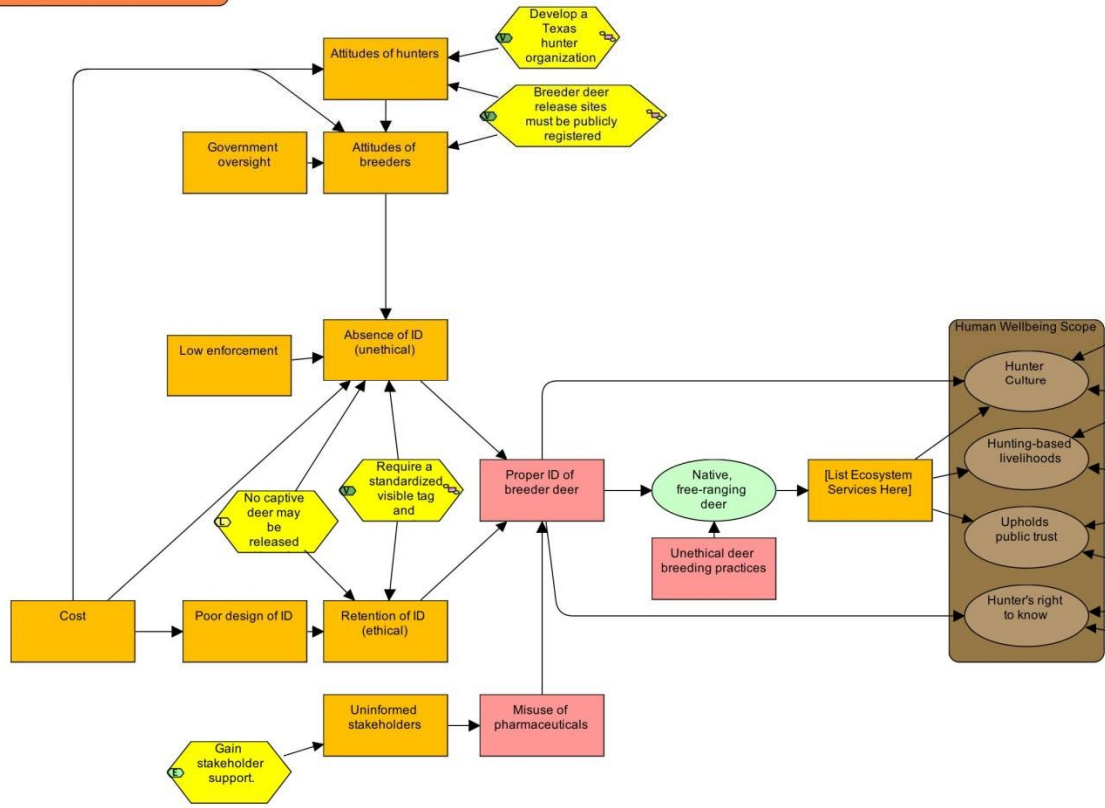 Develop a
Texas
hunter
organization
V
Attitudes of hunters
Breeder deer
release sites
must be publicly
registered
V
Government
oversight
Attitudes of
breeders
Absence of ID
(unethical)
Low enforcement
Human Wellbeing Scope
Hunter
Culture
Hunting-based
livelihoods
Upholds
public trust
Hunter's right
to know
Require a
standardized
visible tag
and
V
No captive
deer may
be
released
L
Proper ID of
breeder deer
Native,
free-ranging
deer
[List Ecosystem
Services Here]
Unethical deer
breeding practices
Cost
Poor design of ID
Retention of ID
(ethical)
Uninformed
stakeholders
Misuse of
pharmaceuticals
Gain
stakeholder
support.
E